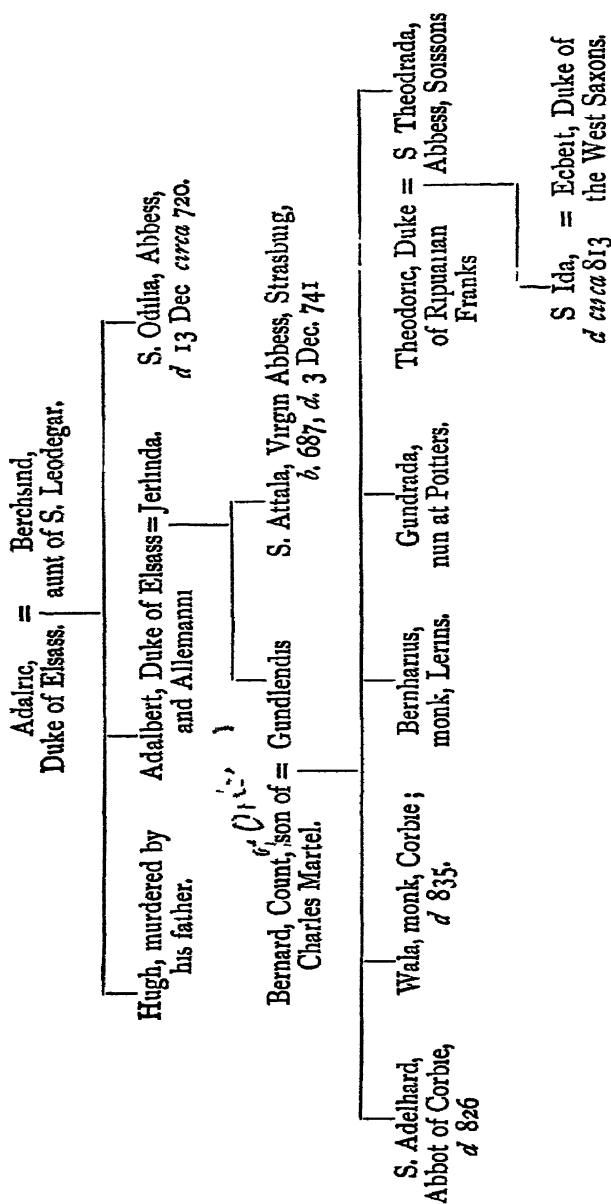 Adalric, = Berchsind,
Duke of Elsass. aunt of S. Leodegar.
Hugh, murdered by
his father.
Adalbert, Duke of Elsass = Jerlinda.
and Allemanni
S. Odilia, Abbess,
d 13 Dec circa 720.
Bernard, Count, son of = Gundlendis
Charles Martel.
S. Attala, Virgin Abbess, Strasburg,
b. 687, d. 3 Dec. 741
S. Adelhard,
Abbot of Corbie,
d 826
Wala, monk, Corbie;
d 835.
Bernharius,
monk, Lerins.
Gundrada,
nun at Poitiers.
Theodoric, Duke = S Theodrada,
of Ripuarian Abbess, Soissons
Franks
S Ida, = Ecbert, Duke of
d circa 813 the West Saxons.